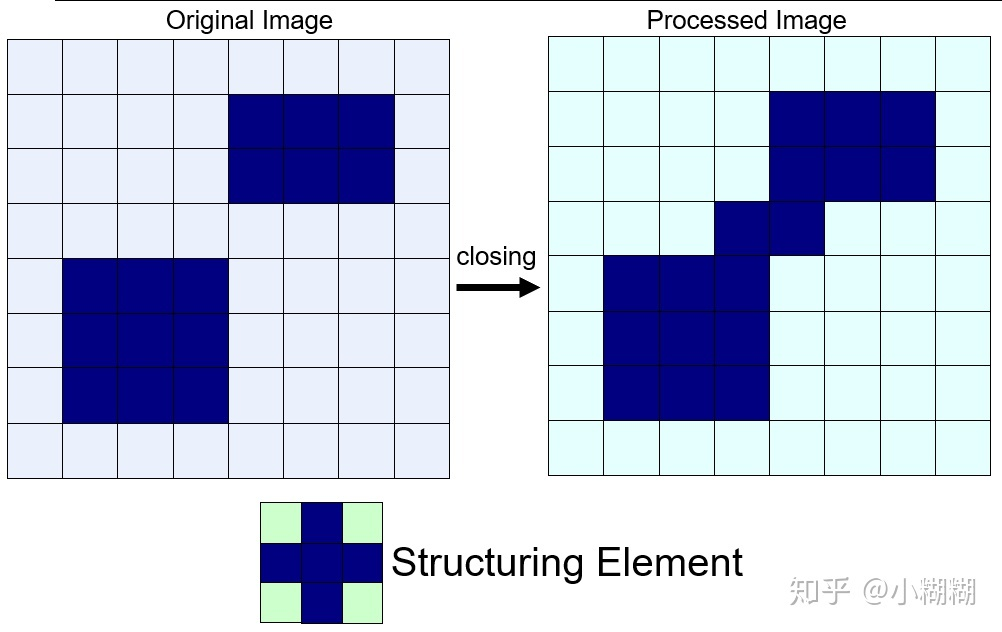 Original Image
Processed Image
closing
Structuring Element
知乎 @小糊糊